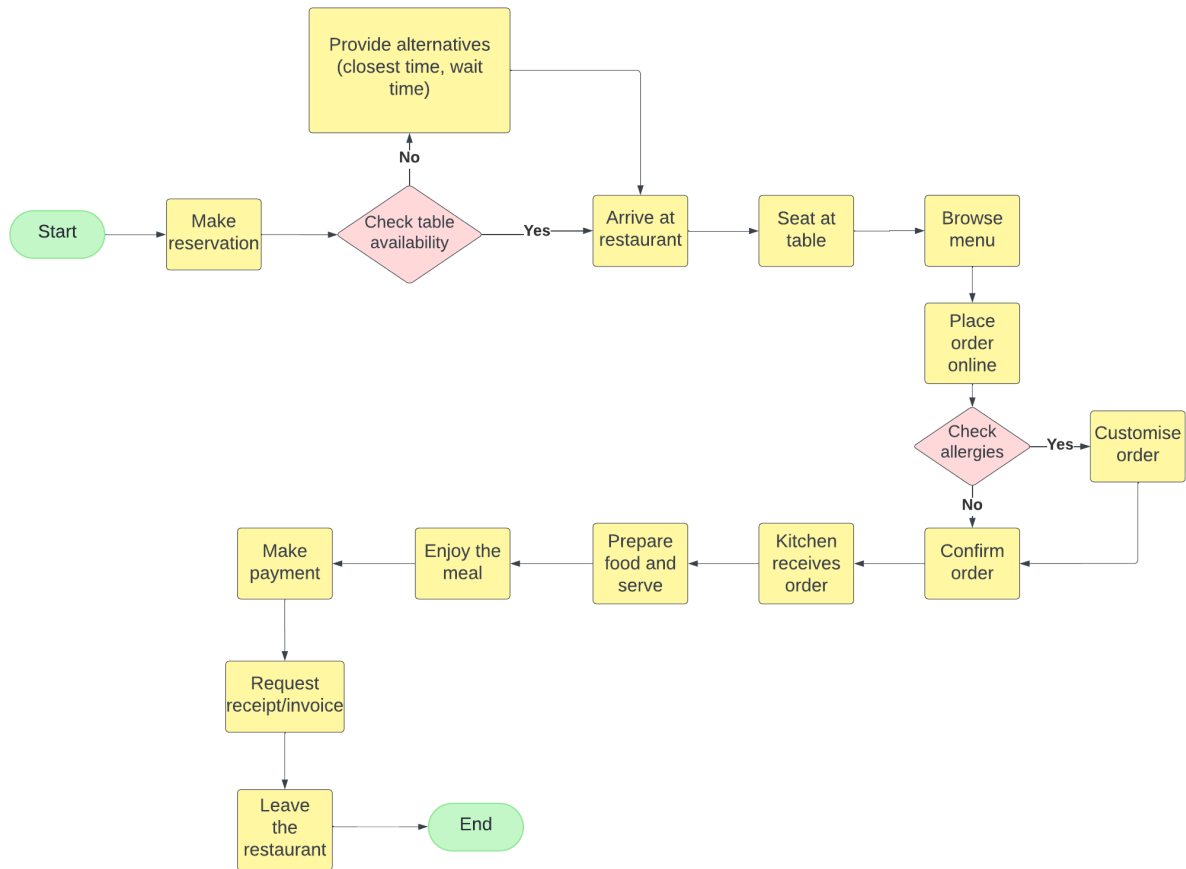 Provide alternatives
(closest time, wait
time)
No
Start
Make
reservation
Check table
availability
Yes
Arrive at
restaurant
Seat at
table
Browse
menu
Place
order
online
Check
allergies
Yes
Customise
order
No
Confirm
order
Kitchen
receives
order
Prepare
food and
serve
Enjoy the
meal
Make
payment
Request
receipt/invoice
Leave
the
restaurant
End